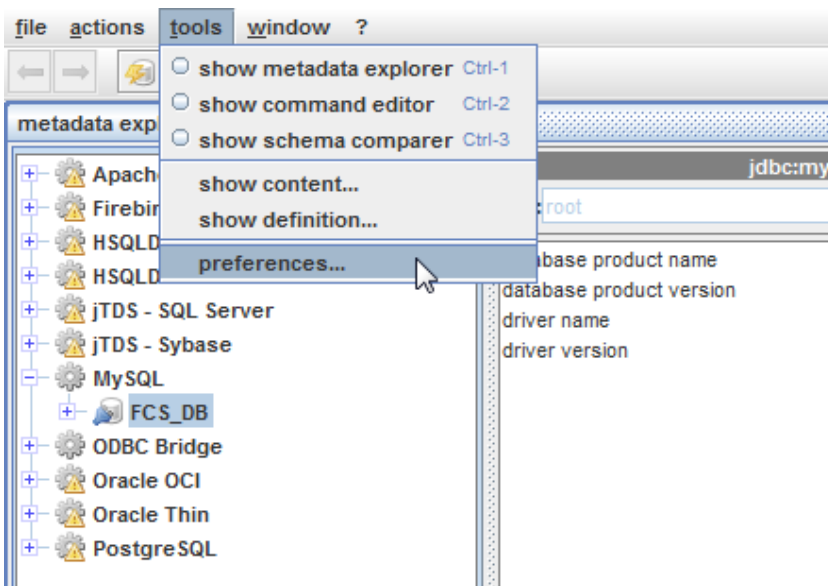 file actions tools window ?
show metadata explorer Ctrl-1
show command editor Ctrl-2
show schema comparer Ctrl-3
show content...
show definition...
preferences...
metadata exp
Apach
Firebir
HSQLD
HSQLD
jTDS - SQL Server
jTDS - Sybase
MySQL
FCS_DB
ODBC Bridge
Oracle OCI
Oracle Thin
PostgreSQL
jdbc:my
: root
abase product name
database product version
driver name
driver version